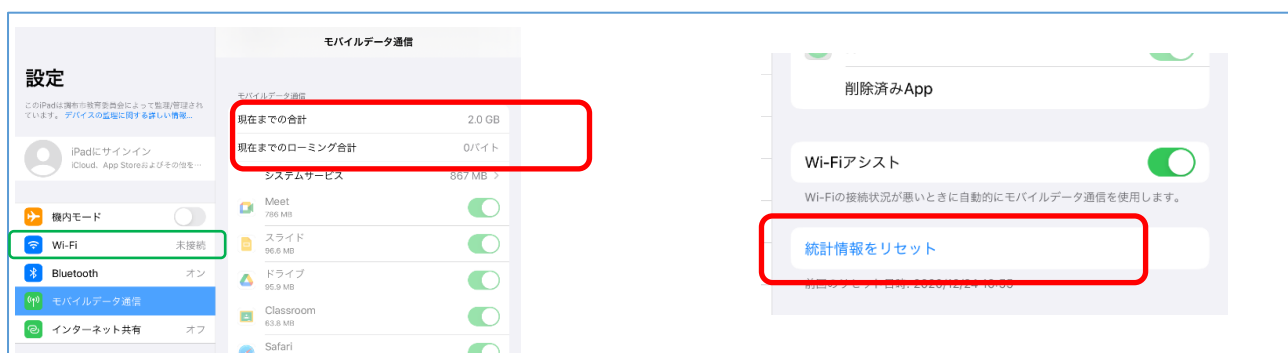 モバイルデータ通信
設定
このiPadは調布市教育委員会によって監理/管理され
ています。デバイスの監理に関する詳しい情報...
iPadにサインイン
iCloud、App Storeおよびその他を…
機内モード
Wi-Fi 未接続
Bluetooth オン
モバイルデータ通信
インターネット共有 オフ
モバイルデータ通信
現在までの合計 2.0 GB
現在までのローミング合計 0バイト
システムサービス 867 MB >
Meet
786 MB
スライド
96.6 MB
ドライブ
95.9 MB
Classroom
63.8 MB
Safari
削除済みApp
Wi-Fiアシスト
Wi-Fiの接続状況が悪いときに自動的にモバイルデータ通信を使用します。
統計情報をリセット
前回のリセット日時: